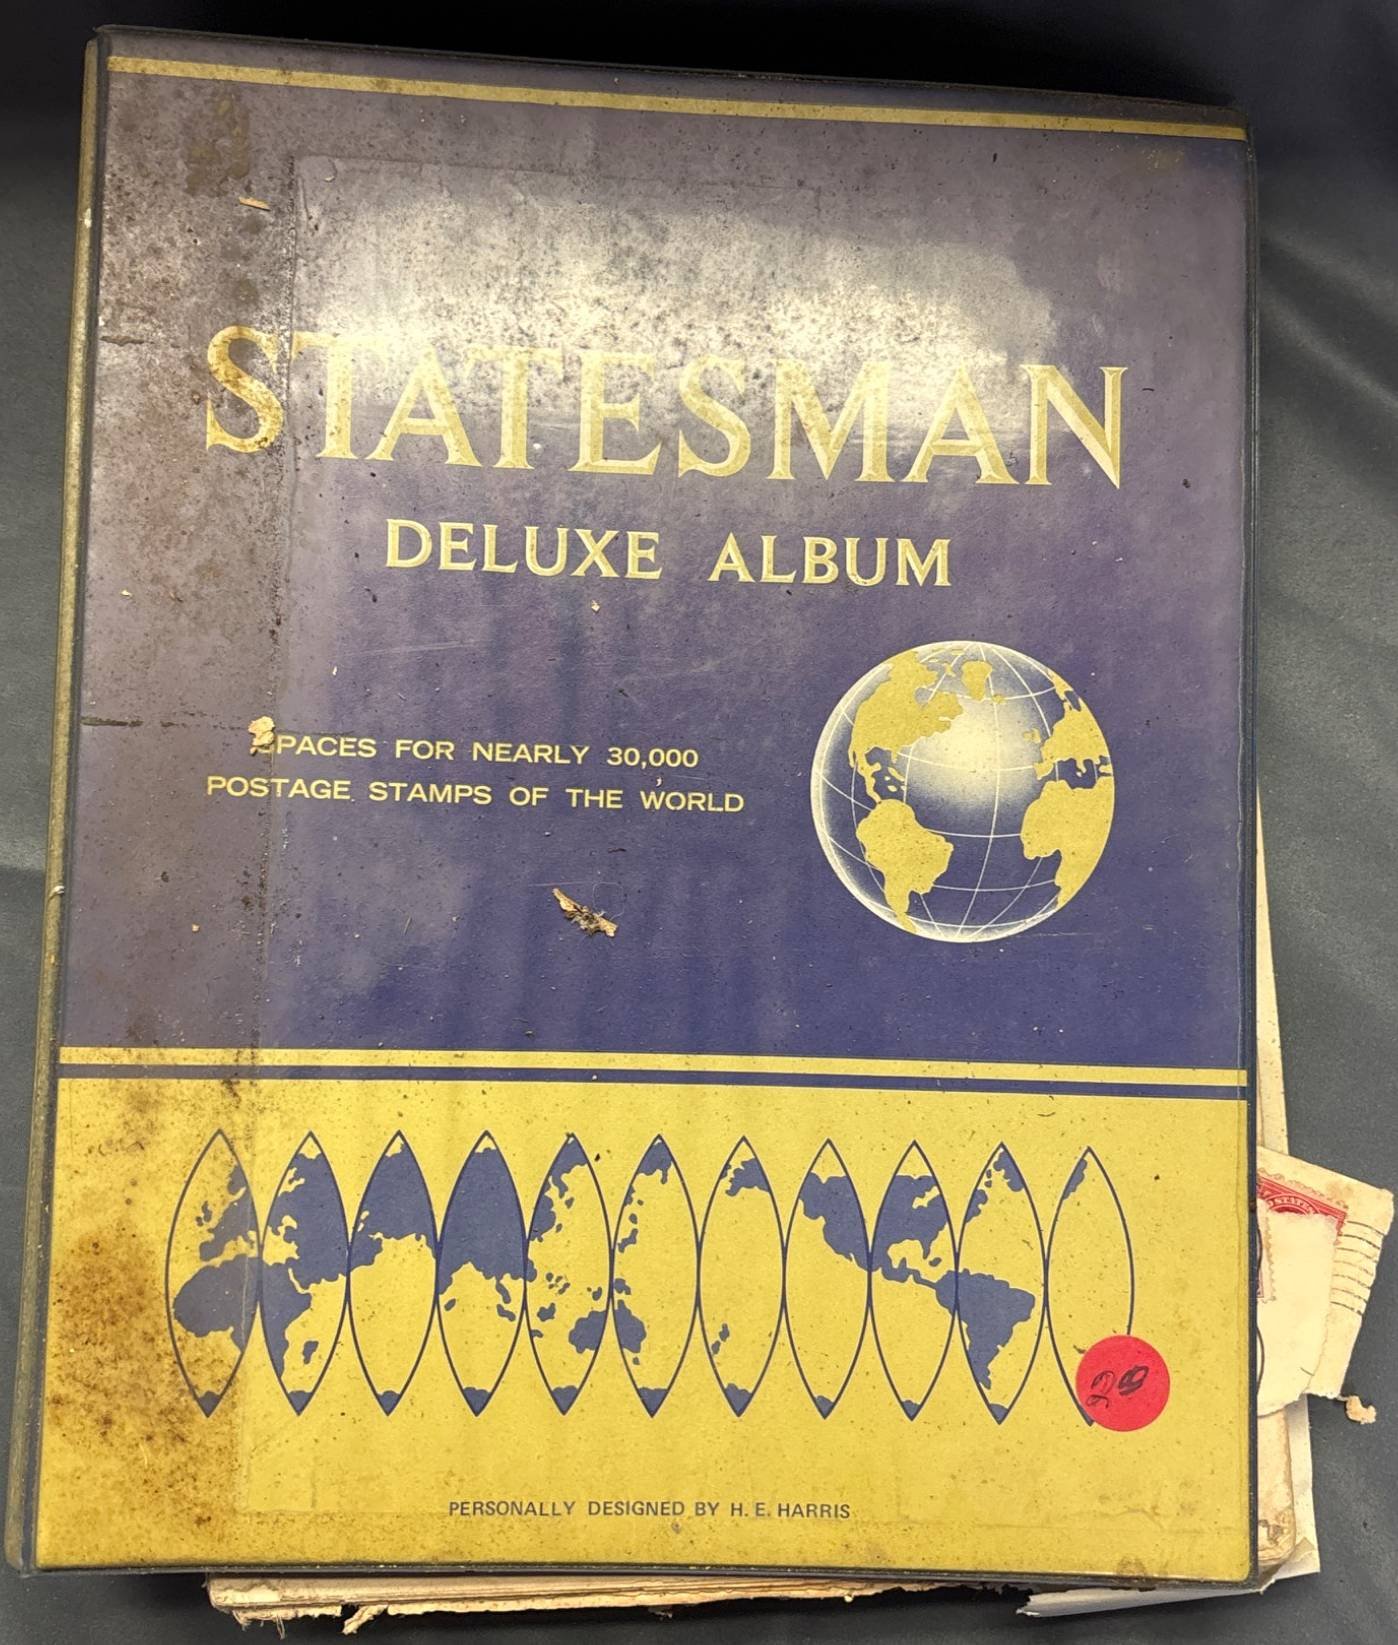 STATESMAN
DELUXE ALBUM
SPACES FOR NEARLY 30,000
POSTAGE STAMPS OF THE WORLD
PERSONALLY DESIGNED BY H. E. HARRIS